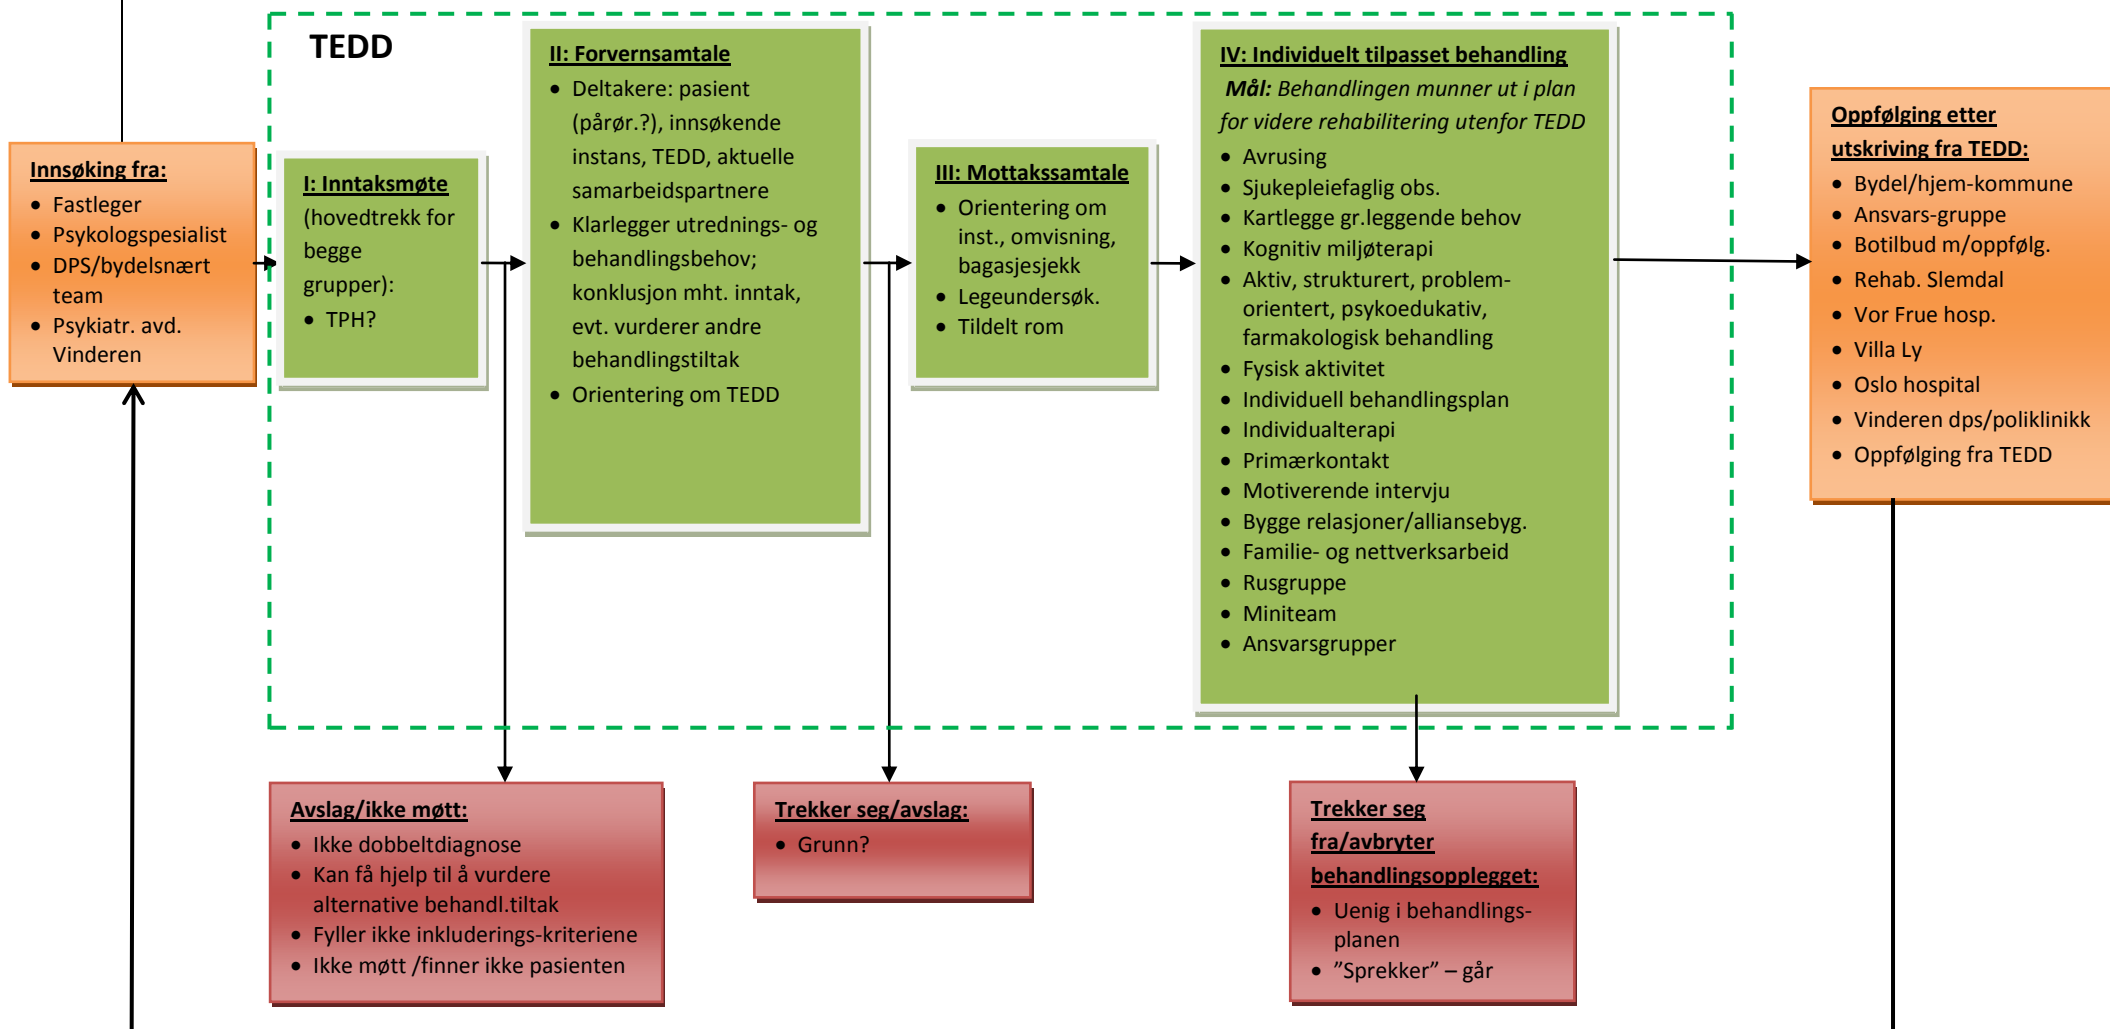 TEDD
Innsøking fra:
• Fastleger
• Psykologspesialist
• DPS/bydelsnært
team
• Psykiatr. avd.
Vinderen
I: Inntaksmøte
(hovedtrekk for
begge
grupper):
• TPH?
II: Forvernsamtale
• Deltakere: pasient
(pårør.?), innsøkende
instans, TEDD, aktuelle
samarbeidspartnere
• Klarlegger utrednings- og
behandlingsbehov;
konklusjon mht. inntak,
evt. vurderer andre
behandlingstiltak
• Orientering om TEDD
III: Mottakssamtale
• Orientering om
inst., omvisning,
bagasjesjekk
• Legeundersøk.
• Tildelt rom
IV: Individuelt tilpasset behandling
Mål: Behandlingen munner ut i plan
for videre rehabilitering utenfor TEDD
• Avrusing
• Sjukepleiefaglig obs.
• Kartlegge gr.leggende behov
• Kognitiv miljøterapi
• Aktiv, strukturert, problem-
orientert, psykoedukativ,
farmakologisk behandling
• Fysisk aktivitet
• Individuell behandlingsplan
• Individualterapi
• Primærkontakt
• Motiverende intervju
• Bygge relasjoner/alliansebyg.
• Familie- og nettverksarbeid
• Rusgruppe
• Miniteam
• Ansvarsgrupper
Oppfølging etter
utskriving fra TEDD:
• Bydel/hjem-kommune
• Ansvars-gruppe
• Botilbud m/oppfølg.
• Rehab. Slemdal
• Vor Frue hosp.
• Villa Ly
• Oslo hospital
• Vinderen dps/poliklinikk
• Oppfølging fra TEDD
Avslag/ikke møtt:
• Ikke dobbeltdiagnose
• Kan få hjelp til å vurdere
alternative behandl.tiltak
• Fyller ikke inkluderings-kriteriene
• Ikke møtt /finner ikke pasienten
Trekker seg/avslag:
• Grunn?
Trekker seg
fra/avbryter
behandlingsopplegget:
• Uenig i behandlings-
planen
• ”Sprekker” – går